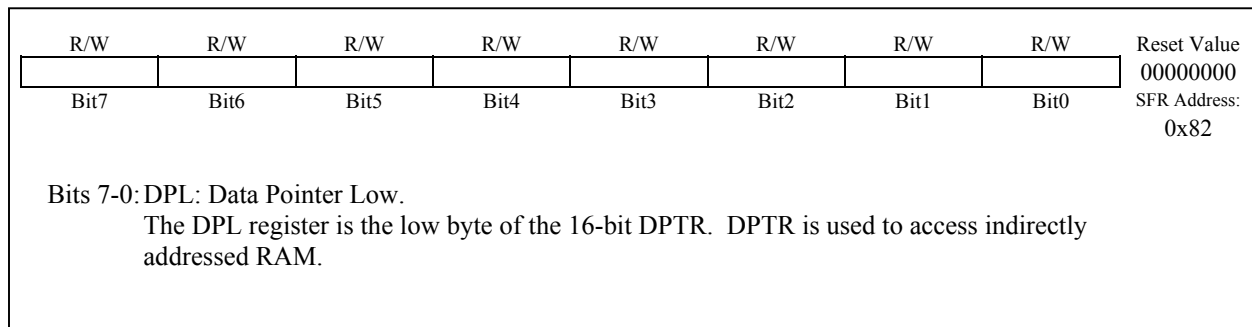 R/W R/W R/W R/W R/W R/W R/W R/W Reset Value
00000000
Bit7 Bit6 Bit5 Bit4 Bit3 Bit2 Bit1 Bit0 SFR Address:
0x82
Bits 7-0: DPL: Data Pointer Low.
The DPL register is the low byte of the 16-bit DPTR. DPTR is used to access indirectly
addressed RAM.